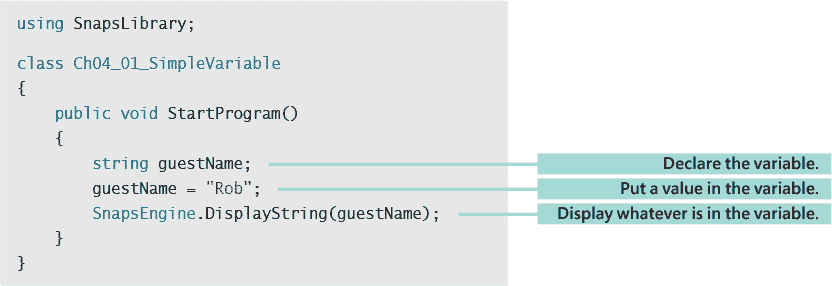 using SnapsLibrary;
class Ch04_01_SimpleVariable
{
    public void StartProgram()
    {
        string guestName;
        guestName = "Rob";
        SnapsEngine.DisplayString(guestName);
    }
}
Declare the variable.
Put a value in the variable.
Display whatever is in the variable.